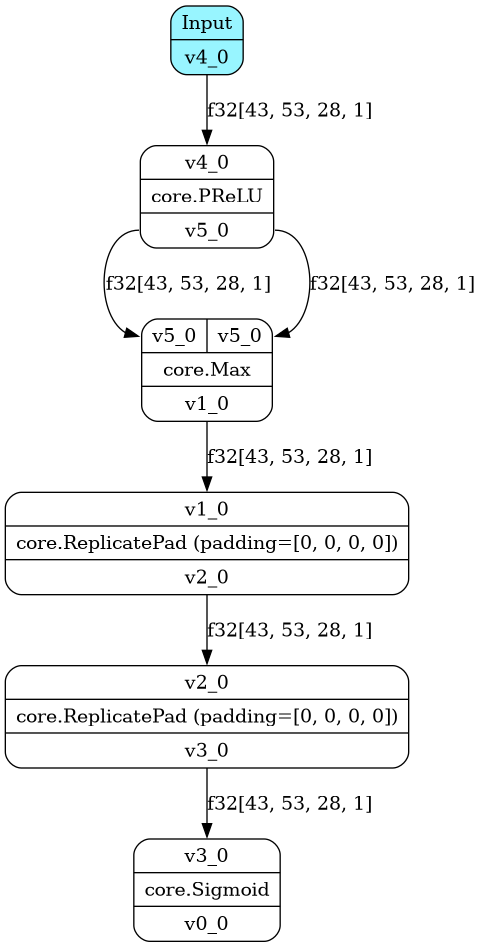 Input
v4_0
f32[43, 53, 28, 1]
v4_0
core.PReLU
v5_0
f32[43, 53, 28, 1] f32[43, 53, 28, 1]
v5_0 v5_0
core.Max
v1_0
f32[43, 53, 28, 1]
v1_0
core.ReplicatePad (padding=[0, 0, 0, 0])
v2_0
f32[43, 53, 28, 1]
v2_0
core.ReplicatePad (padding=[0, 0, 0, 0])
v3_0
f32[43, 53, 28, 1]
v3_0
core.Sigmoid
v0_0